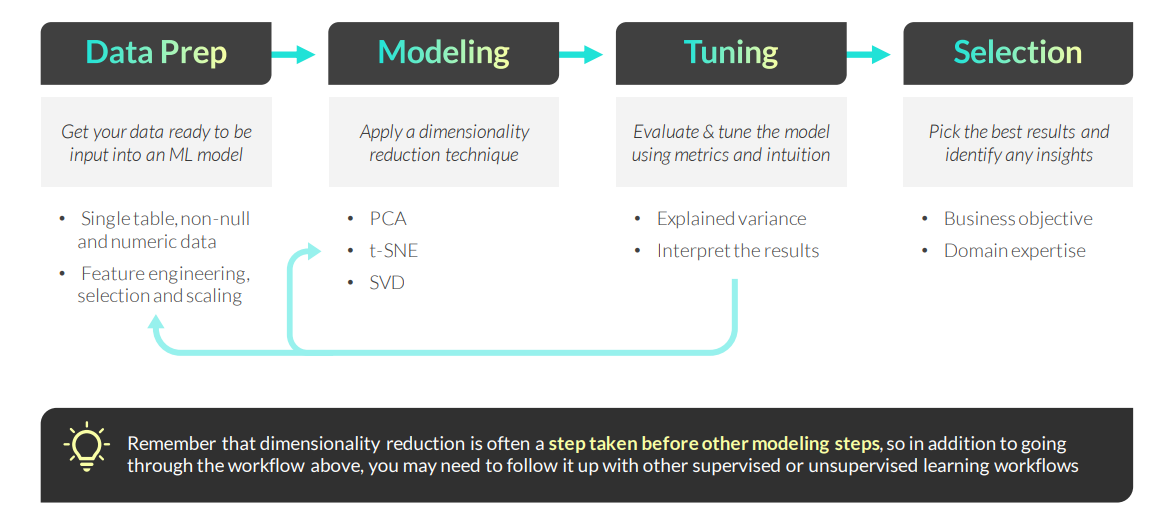 Data Prep
Modeling
Tuning
Selection
Get your data ready to be
input into an ML model
Apply a dimensionality
reduction technique
Evaluate & tune the model
using metrics and intuition
Pick the best results and
identify any insights
• Single table, non-null
and numeric data
• Feature engineering,
selection and scaling
• PCA
• t-SNE
• SVD
• Explained variance
• Interpret the results
• Business objective
• Domain expertise
Remember that dimensionality reduction is often a step taken before other modeling steps, so in addition to going
through the workflow above, you may need to follow it up with other supervised or unsupervised learning workflows